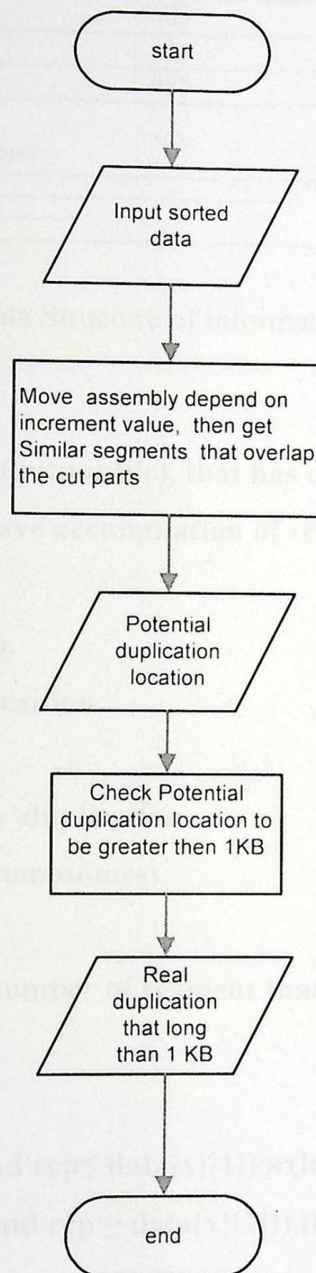 start
Input sorted
data
Move assembly depend on
increment value, then get
Similar segments that overlap
the cut parts
Potential
duplication
location
Check Potential
duplication location to
be greater then 1KB
Real
duplication
that long
than 1 KB
end